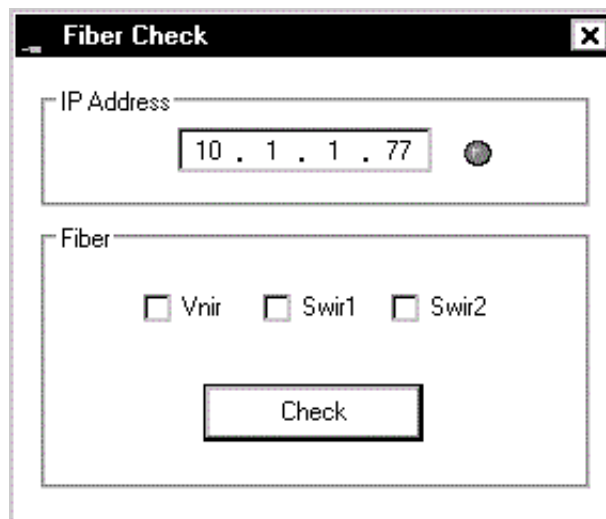 Fiber Check
IP Address
10 . 1 . 1 . 77
Fiber
Vnir Swir1 Swir2
Check